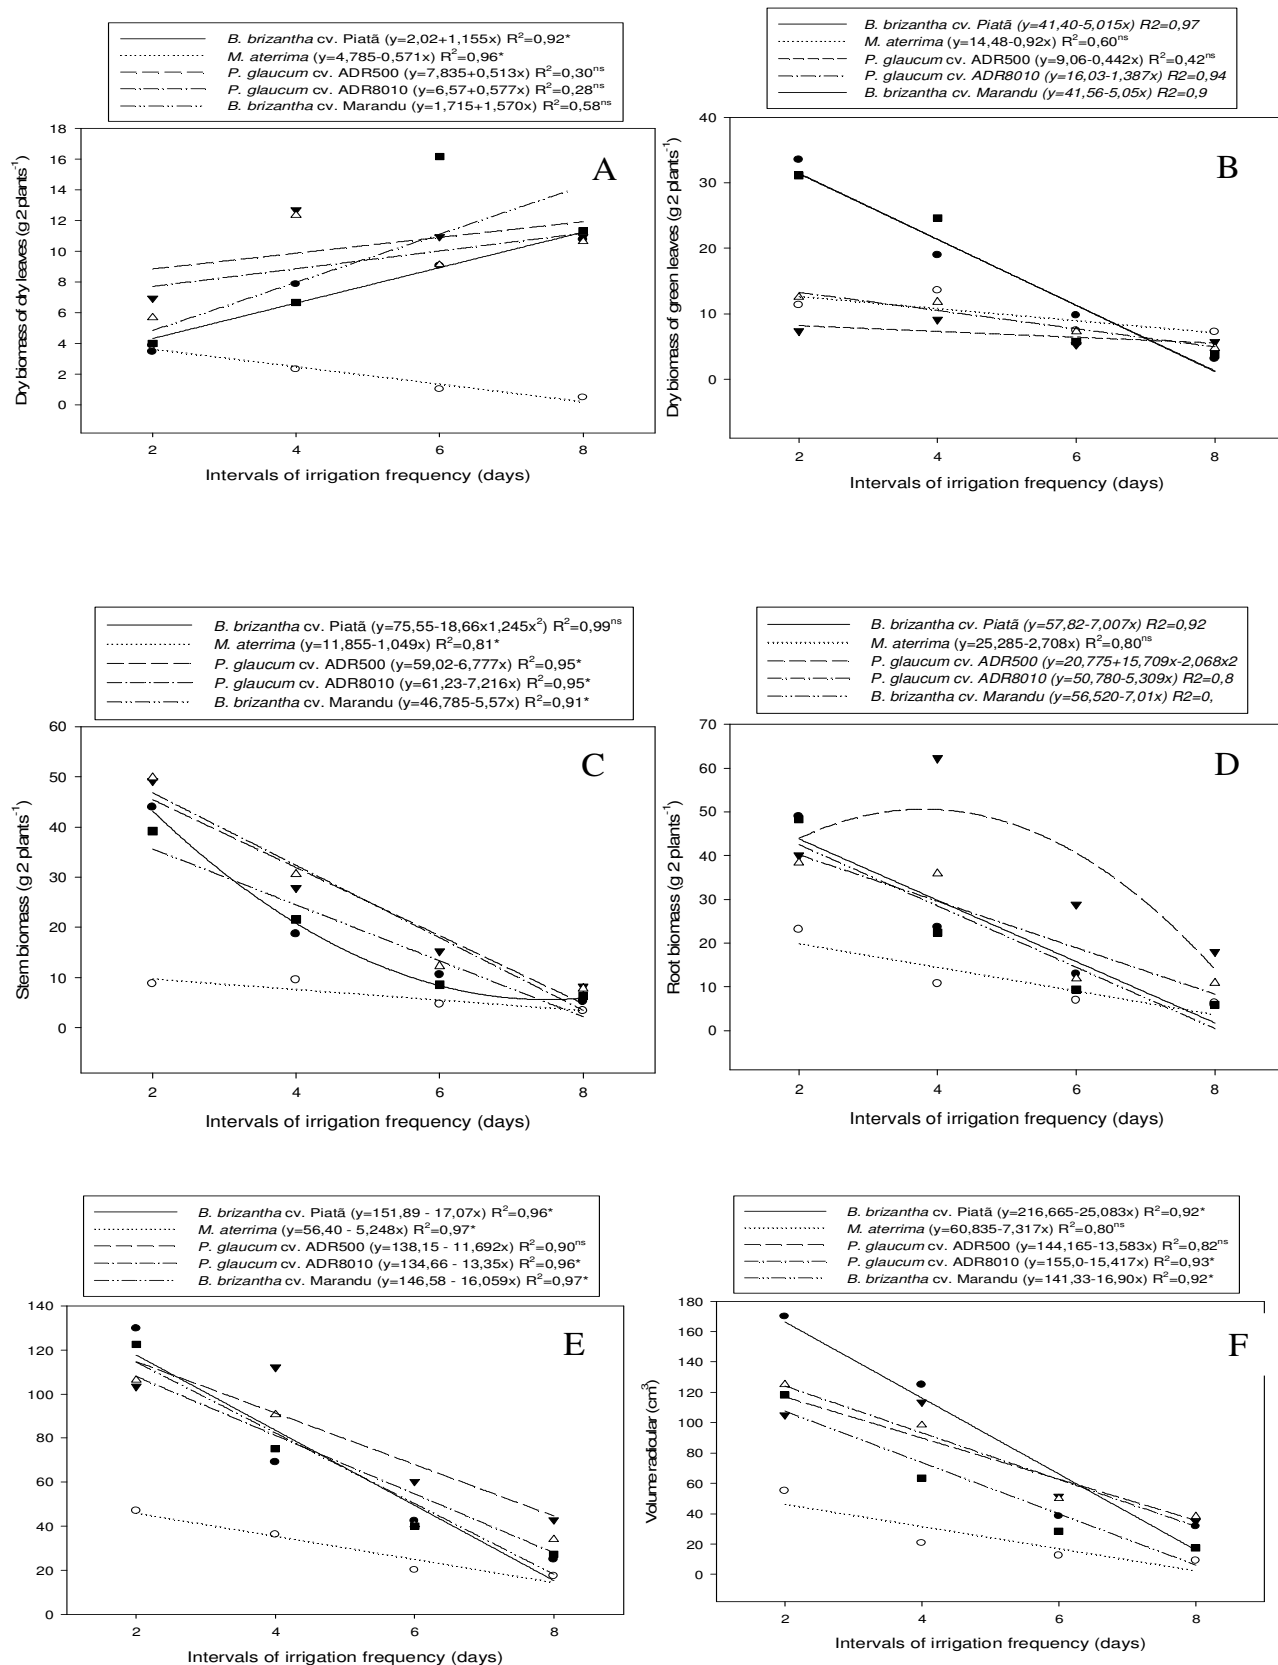 B. brizantha cv. Piatã (y=2,02+1,155x) R²=0,92*
M. aterrima (y=4,785-0,571x) R²=0,96*
P. glaucum cv. ADR500 (y=7,835+0,513x) R²=0,30ns
P. glaucum cv. ADR8010 (y=6,57+0,577x) R²=0,28ns
B. brizantha cv. Marandu (y=1,715+1,570x) R²=0,58ns
A
Dry biomass of dry leaves (g 2 plants⁻¹)
18
16
14
12
10
8
6
4
2
0
2 4 6 8
Intervals of irrigation frequency (days)
B. brizantha cv. Piatã (y=41,40-5,015x) R2=0,97
M. aterrima (y=14,48-0,92x) R²=0,60ns
P. glaucum cv. ADR500 (y=9,06-0,442x) R²=0,42ns
P. glaucum cv. ADR8010 (y=16,03-1,387x) R2=0,94
B. brizantha cv. Marandu (y=41,56-5,05x) R2=0,9
B
Dry biomass of green leaves (g 2 plants⁻¹)
40
30
20
10
0
2 4 6 8
Intervals of irrigation frequency (days)
B. brizantha cv. Piatã (y=75,55-18,66x1,245x²) R²=0,99ns
M. aterrima (y=11,855-1,049x) R²=0,81*
P. glaucum cv. ADR500 (y=59,02-6,777x) R²=0,95*
P. glaucum cv. ADR8010 (y=61,23-7,216x) R²=0,95*
B. brizantha cv. Marandu (y=46,785-5,57x) R²=0,91*
C
Stem biomass (g 2 plants⁻¹)
60
50
40
30
20
10
0
2 4 6 8
Intervals of irrigation frequency (days)
B. brizantha cv. Piatã (y=57,82-7,007x) R2=0,92
M. aterrima (y=25,285-2,708x) R²=0,80ns
P. glaucum cv. ADR500 (y=20,775+15,709x-2,068x2
P. glaucum cv. ADR8010 (y=50,780-5,309x) R2=0,8
B. brizantha cv. Marandu (y=56,520-7,01x) R2=0,
D
Root biomass (g 2 plants⁻¹)
70
60
50
40
30
20
10
0
2 4 6 8
Intervals of irrigation frequency (days)
B. brizantha cv. Piatã (y=151,89 - 17,07x) R²=0,96*
M. aterrima (y=56,40 - 5,248x) R²=0,97*
P. glaucum cv. ADR500 (y=138,15 - 11,692x) R²=0,90ns
P. glaucum cv. ADR8010 (y=134,66 - 13,35x) R²=0,96*
B. brizantha cv. Marandu (y=146,58 - 16,059x) R²=0,97*
E
140
120
100
80
60
40
20
0
2 4 6 8
Intervals of irrigation frequency (days)
B. brizantha cv. Piatã (y=216,665-25,083x) R²=0,92*
M. aterrima (y=60,835-7,317x) R²=0,80ns
P. glaucum cv. ADR500 (y=144,165-13,583x) R²=0,82ns
P. glaucum cv. ADR8010 (y=155,0-15,417x) R²=0,93*
B. brizantha cv. Marandu (y=141,33-16,90x) R²=0,92*
F
Volume radicular (cm³)
180
160
140
120
100
80
60
40
20
0
2 4 6 8
Intervals of irrigation frequency (days)